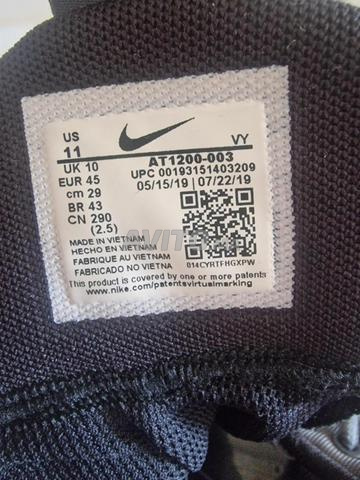 US
11
VY
UK 10
AT1200-003
EUR 45
UPC 00193151403209
cm 29
05/15/19 07/22/19
BR 43
CN 290
(2.5)
MADE IN VIETNAM
HECHO EN VIETNAM
FABRIQUE AU VIETNAM
FABRICADO NO VIETNA
014CYRTFHGXPW
This product is covered by one or more patents
www.nike.com/patentsvirtualmarking